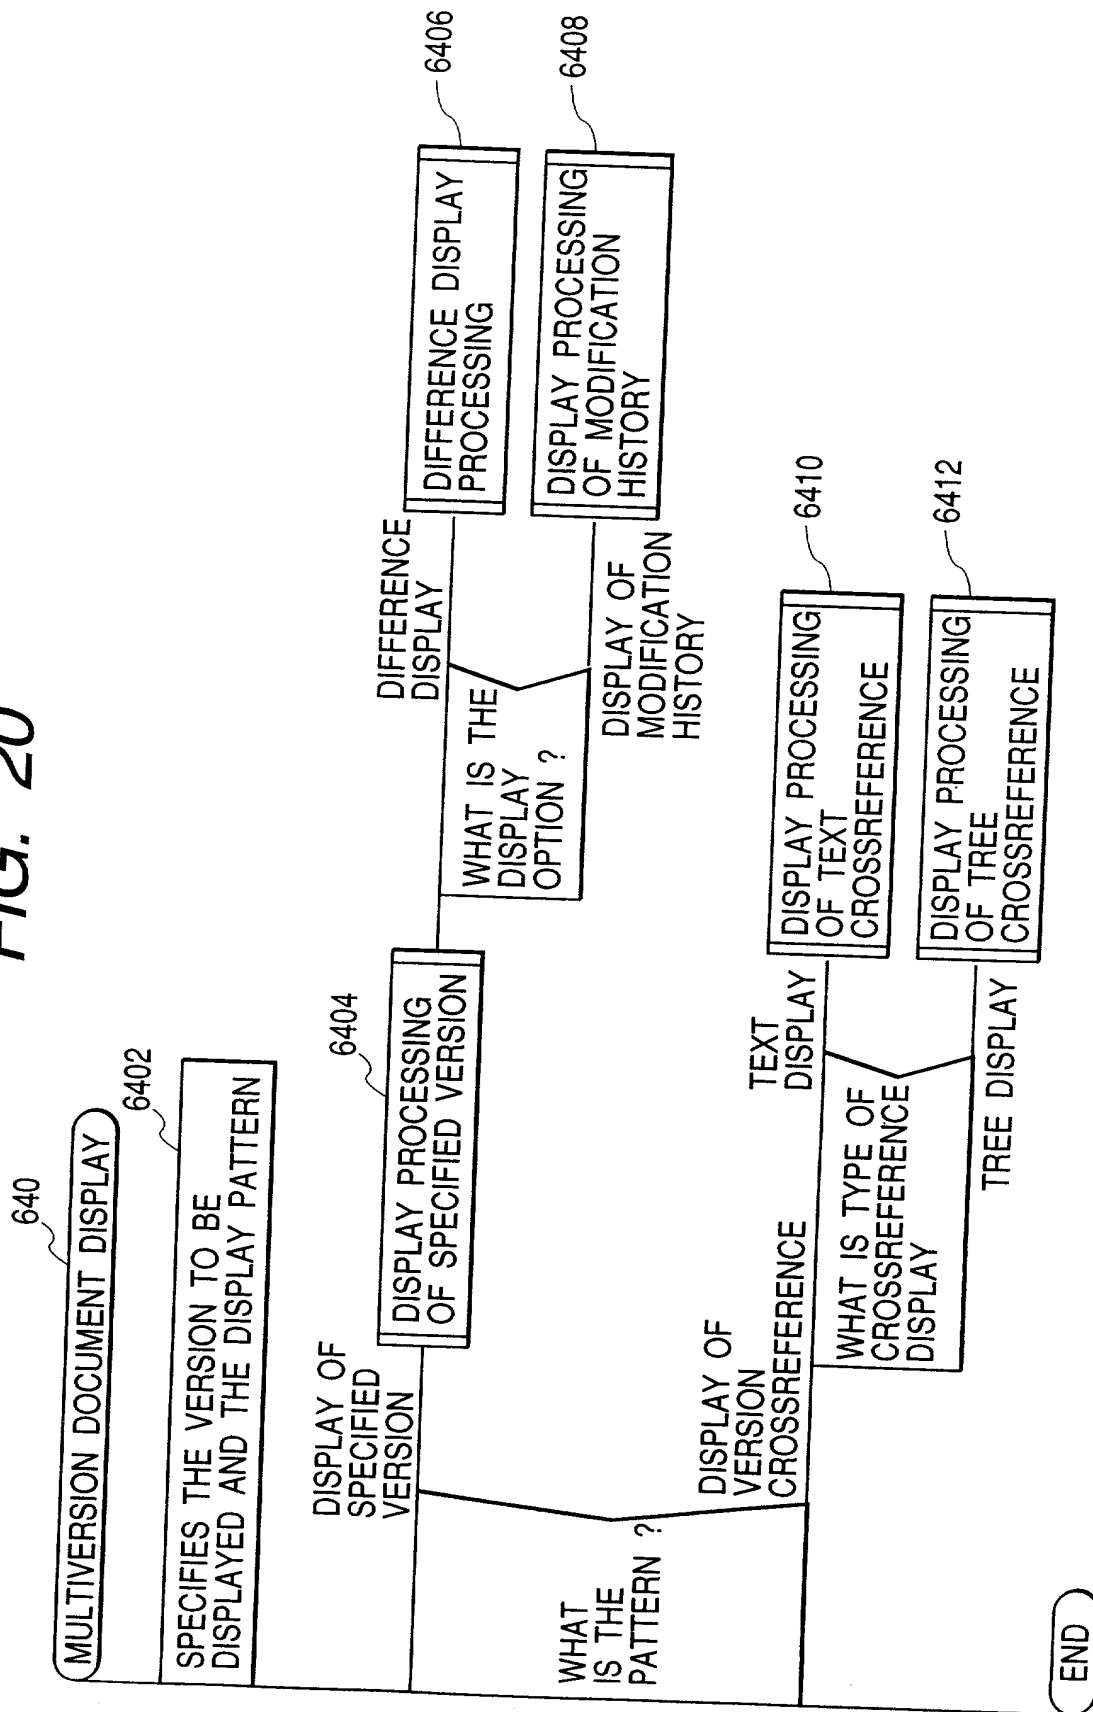 FIG. 20
640
MULTIVERSION DOCUMENT DISPLAY
6402
SPECIFIES THE VERSION TO BE
DISPLAYED AND THE DISPLAY PATTERN
WHAT
IS THE
PATTERN ?
DISPLAY OF
SPECIFIED
VERSION
6404
DISPLAY PROCESSING
OF SPECIFIED VERSION
WHAT IS THE
DISPLAY
OPTION ?
DIFFERENCE
DISPLAY
DIFFERENCE DISPLAY
PROCESSING
6406
DISPLAY OF
MODIFICATION
HISTORY
DISPLAY PROCESSING
OF MODIFICATION
HISTORY
6408
DISPLAY OF
VERSION
CROSSREFERENCE
WHAT IS TYPE OF
CROSSREFERENCE
DISPLAY
TEXT
DISPLAY
DISPLAY PROCESSING
OF TEXT
CROSSREFERENCE
6410
TREE DISPLAY
DISPLAY PROCESSING
OF TREE
CROSSREFERENCE
6412
END